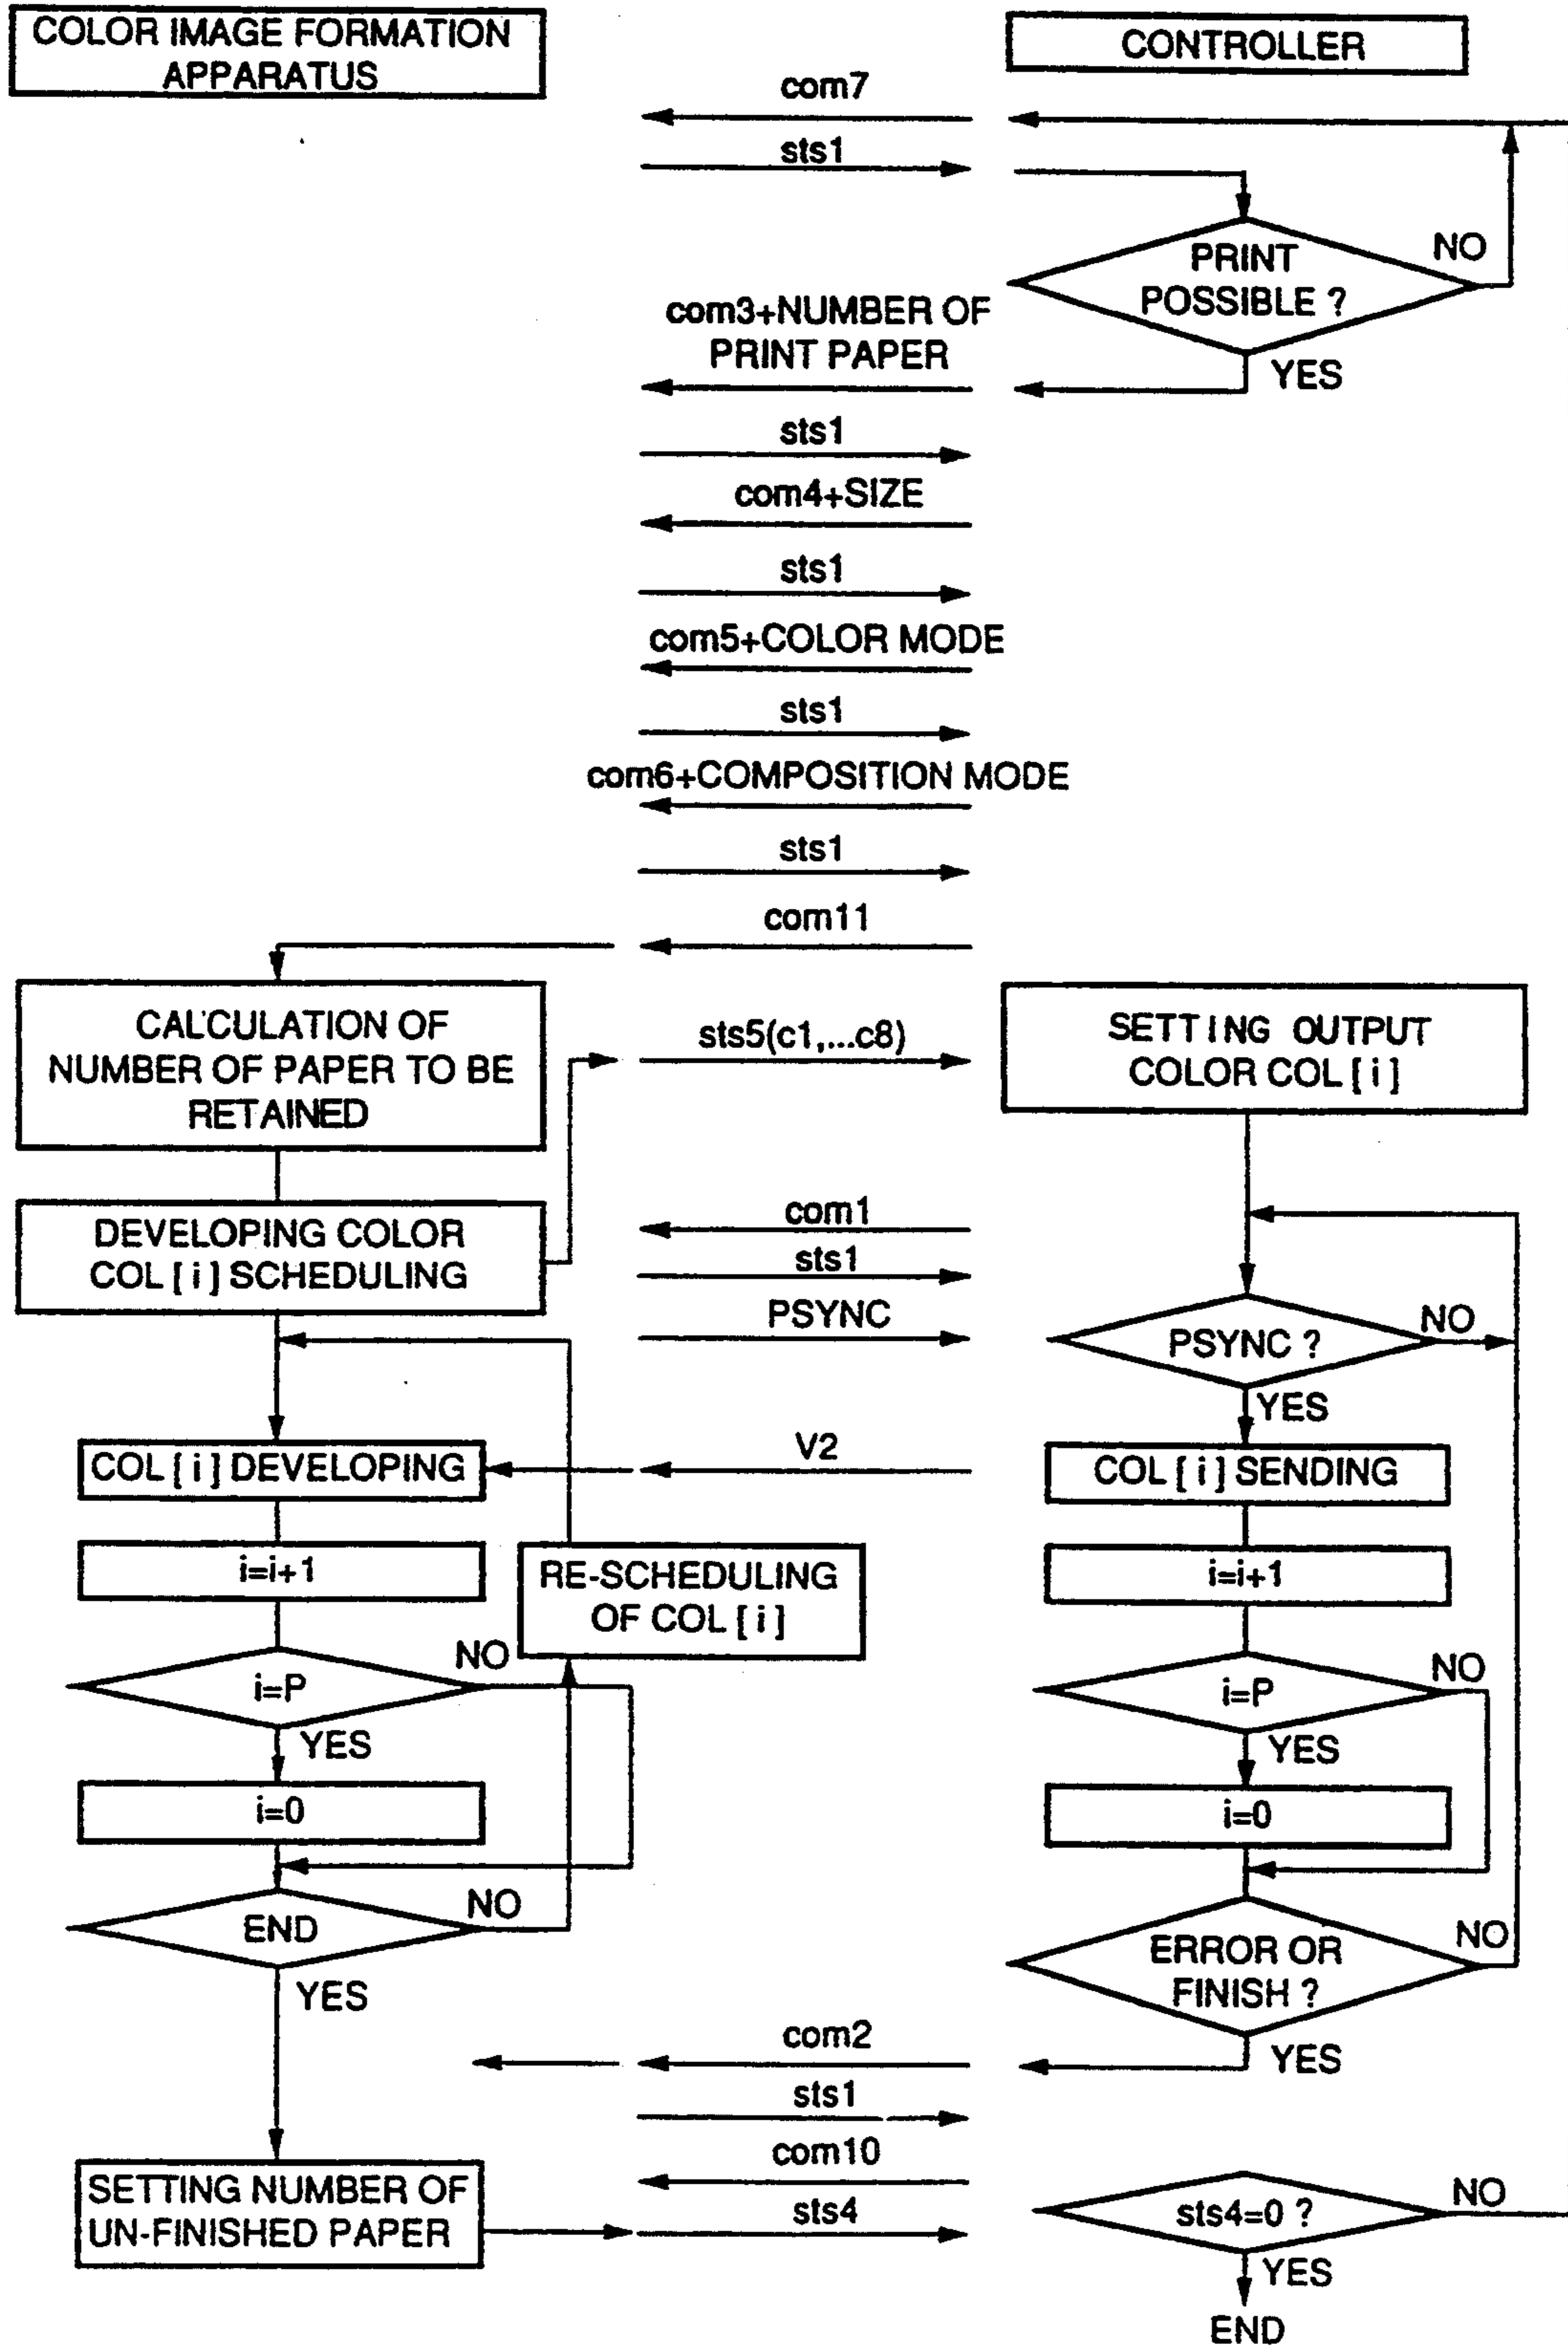 COLOR IMAGE FORMATION
APPARATUS
CONTROLLER
com7
sts1
PRINT
POSSIBLE ?
NO
YES
com3+NUMBER OF
PRINT PAPER
sts1
com4+SIZE
sts1
com5+COLOR MODE
sts1
com6+COMPOSITION MODE
sts1
com11
CALCULATION OF
NUMBER OF PAPER TO BE
RETAINED
sts5(c1,...c8)
SETTING OUTPUT
COLOR COL [ i ]
DEVELOPING COLOR
COL [ i ] SCHEDULING
com1
sts1
PSYNC
PSYNC ?
NO
YES
COL [ i ] DEVELOPING
V2
COL [ i ] SENDING
i=i+1
RE-SCHEDULING
OF COL [ i ]
i=i+1
i=P
NO
YES
i=P
NO
YES
i=0
i=0
END
NO
YES
ERROR OR
FINISH ?
NO
YES
com2
sts1
com10
sts4
SETTING NUMBER OF
UN-FINISHED PAPER
sts4=0 ?
NO
YES
END